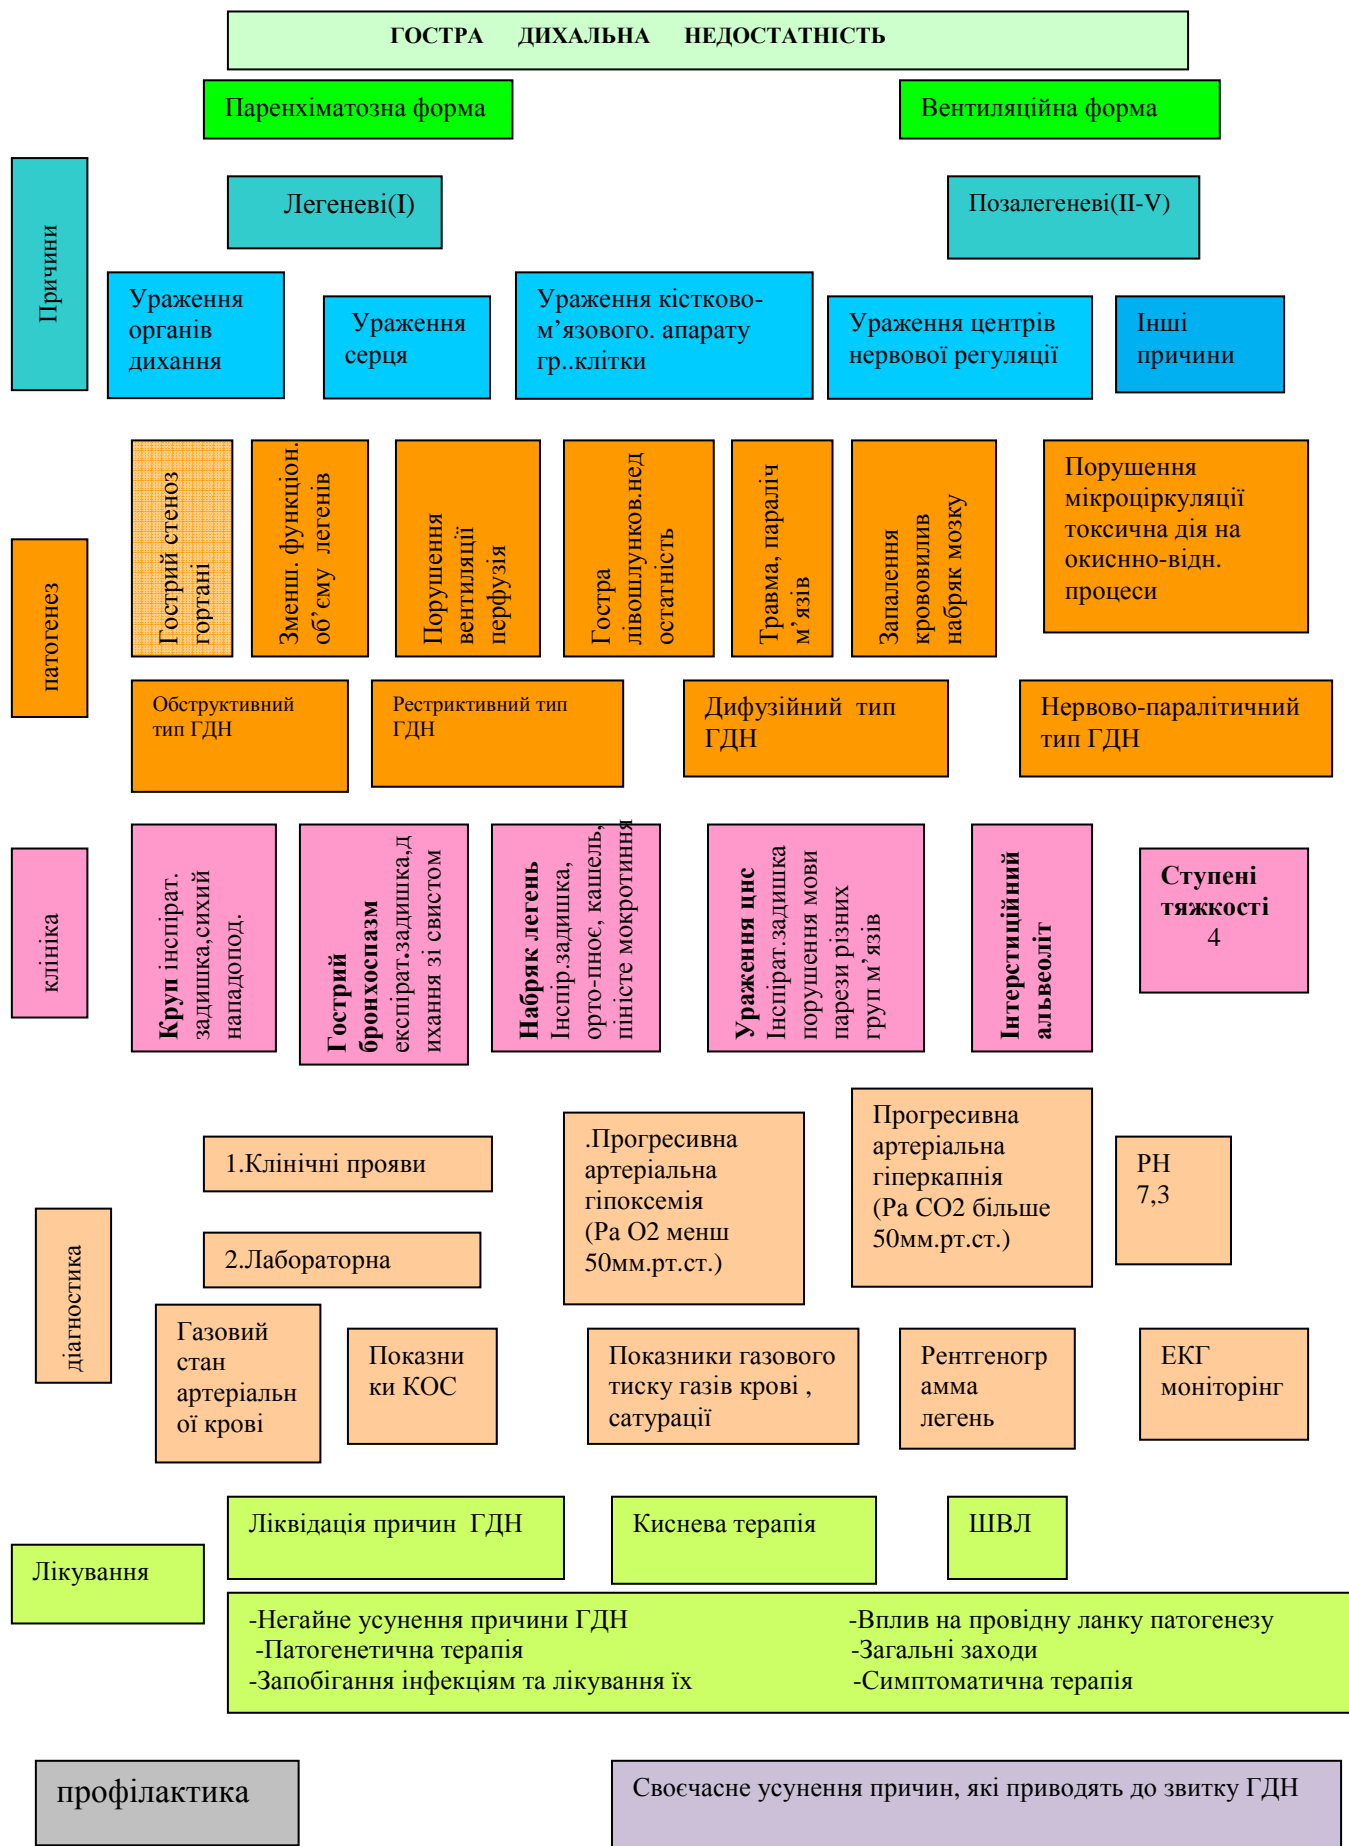 ГОСТРА ДИХАЛЬНА НЕДОСТАТНІСТЬ
Паренхіматозна форма
Вентиляційна форма
Причини
Легеневі(І)
Позалегеневі(ІІ-V)
Ураження
органів
дихання
Ураження
серця
Ураження кістково-
м’язового. апарату
гр..клітки
Ураження центрів
нервової регуляції
Інші
причини
патогенез
Гострий стеноз
гортані
Зменш. функціон.
об’єму легенів
Порушення
вентиляції
перфузія
Гостра
лівошлунков.нед
остатність
Травма, параліч
м’язів
Запалення
крововилив
набряк мозку
Порушення
мікроціркуляції
токсична дія на
окиснно-відн.
процеси
Обструктивний
тип ГДН
Рестриктивний тип
ГДН
Дифузійний тип
ГДН
Нервово-паралітичний
тип ГДН
клініка
Круп інспірат.
задишка,сихий
нападопод.
Гострий
бронхоспазм
експірат.задишка,д
ихання зі свистом
Набряк легень
Інспір.задишка,
орто-пноє, кашель,
піністе мокротиння
Ураження цнс
Інспірат.задишка
порушення мови
парези різних
груп м’язів
Інтерстиційний
альвеоліт
Ступені
тяжкості
4
діагностика
1.Клінічні прояви
2.Лабораторна
.Прогресивна
артеріальна
гіпоксемія
(Ра О2 менш
50мм.рт.ст.)
Прогресивна
артеріальна
гіперкапнія
(Ра СО2 більше
50мм.рт.ст.)
РН
7,3
Газовий
стан
артеріальн
ої крові
Показни
ки КОС
Показники газового
тиску газів крові ,
сатурації
Рентгеногр
амма
легень
ЕКГ
моніторінг
Лікування
Ліквідація причин ГДН
Киснева терапія
ШВЛ
-Негайне усунення причини ГДН -Вплив на провідну ланку патогенезу
-Патогенетична терапія -Загальні заходи
-Запобігання інфекціям та лікування їх -Симптоматична терапія
профілактика
Своєчасне усунення причин, які приводять до звитку ГДН